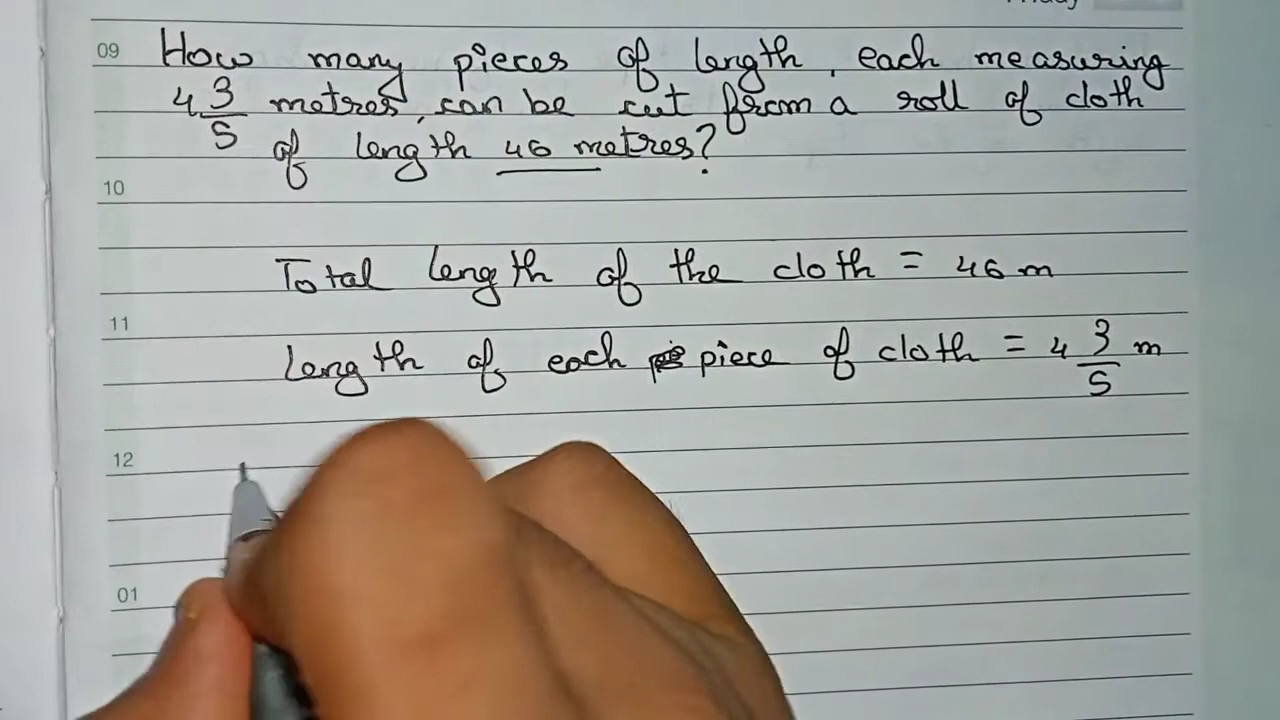 09 How many pieces of length, each measuring
4 3/5 metres, can be cut from a roll of cloth
of length 46 metres?
10
Total length of the cloth = 46 m
11
Length of each piece of cloth = 4 3/5 m
12
01